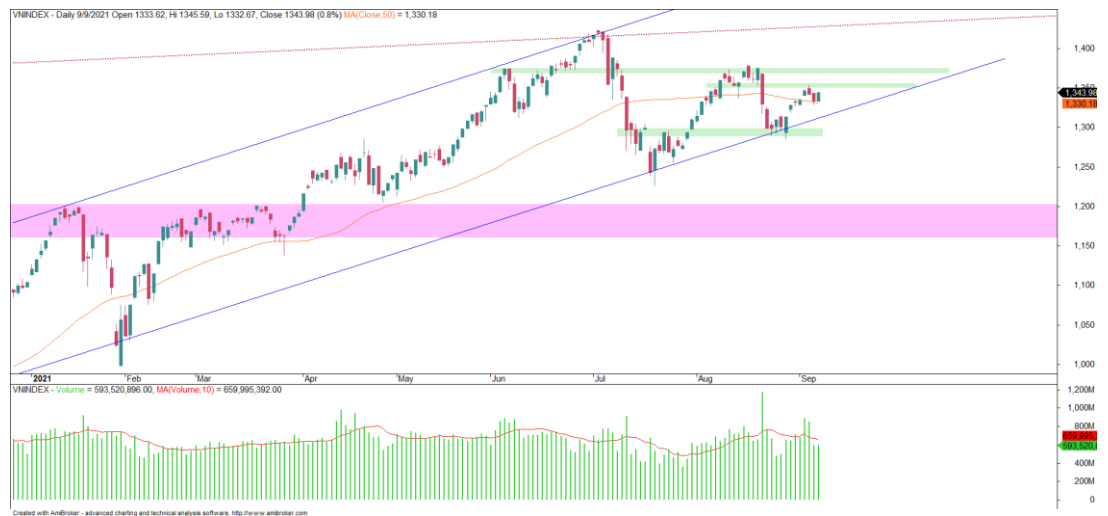 VNINDEX - Daily 9/9/2021 Open 1333.62, Hi 1345.59, Lo 1332.67, Close 1343.98 (0.8%) MA(Close,50) = 1,330.18
1,400
1,343.98
1,330.18
1,300
1,250
1,200
1,150
1,100
1,050
1,000
2021 Feb Mar Apr May Jun Jul Aug Sep
VNINDEX - Volume = 593,520,896.00, MA(Volume,10) = 659,995,392.00
1,200M
1,000M
800M
659,995,
593,520,8
400M
200M
0
Created with AmiBroker - advanced charting and technical analysis software. http://www.amibroker.com